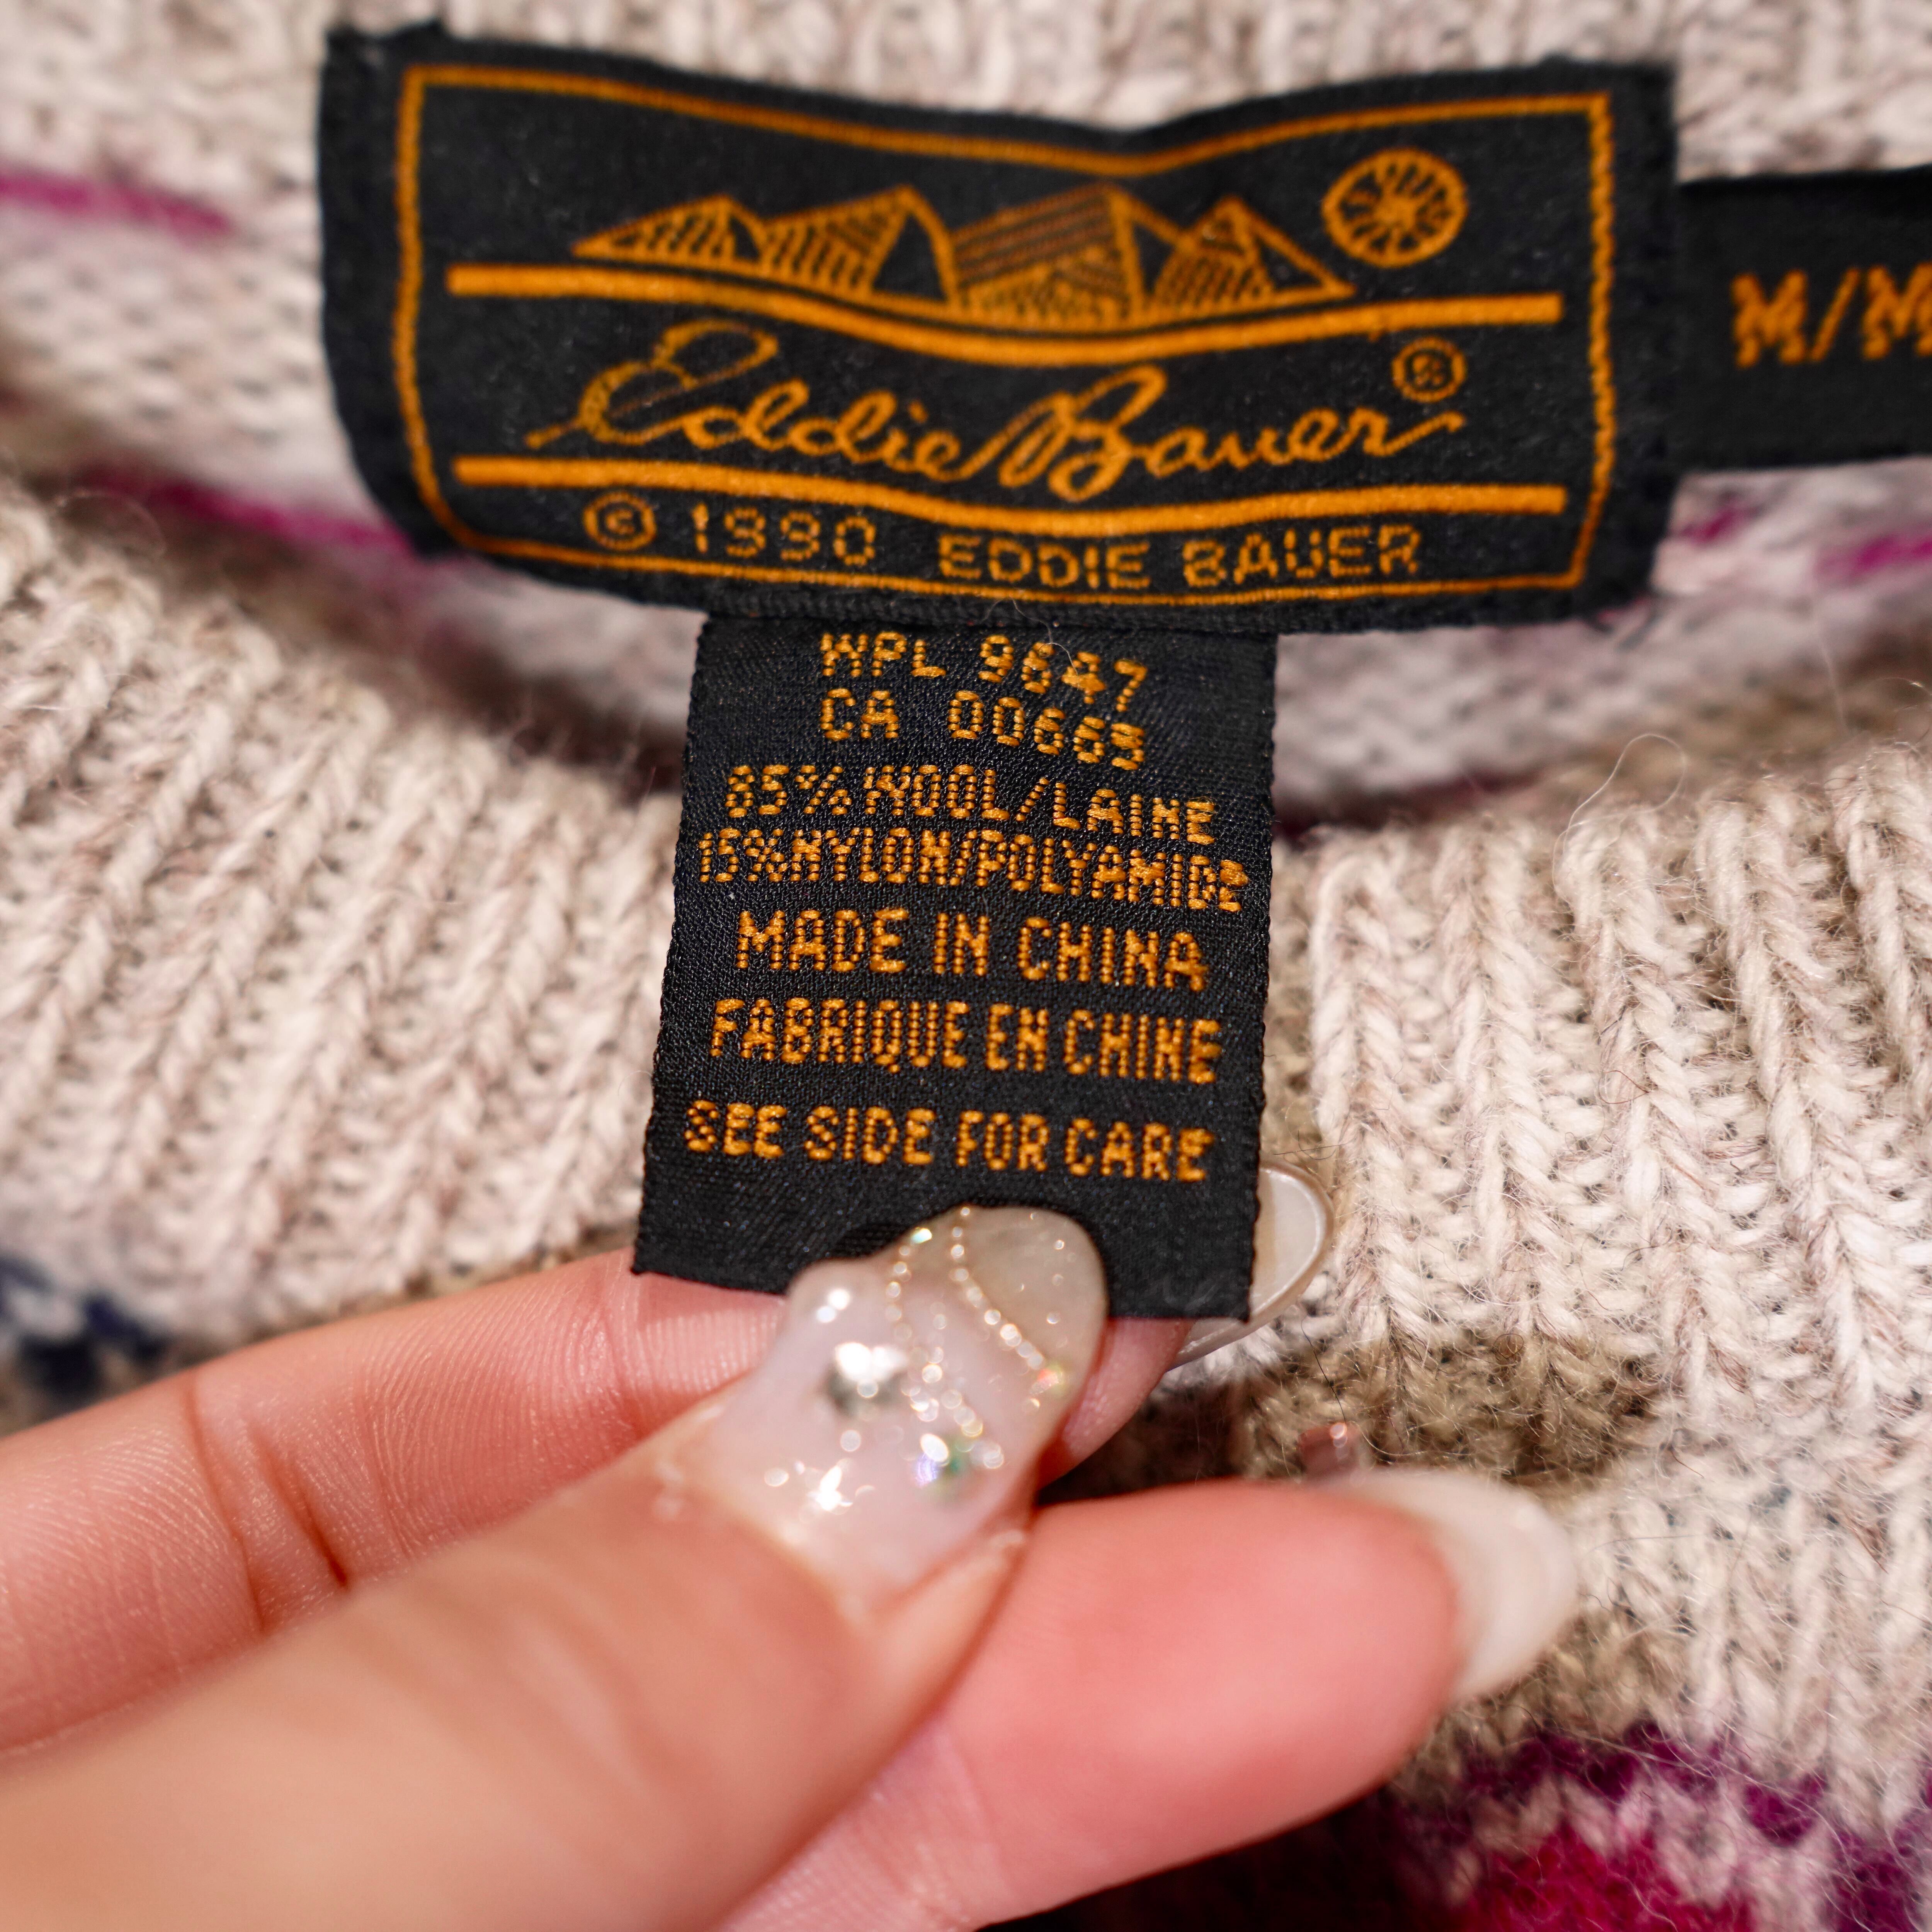 Eddie Bauer ®
© 1990 EDDIE BAUER
M/M
WPL 9647
CA 00665
85% WOOL/LAINE
15% NYLON/POLYAMIDE
MADE IN CHINA
FABRIQUE EN CHINE
SEE SIDE FOR CARE